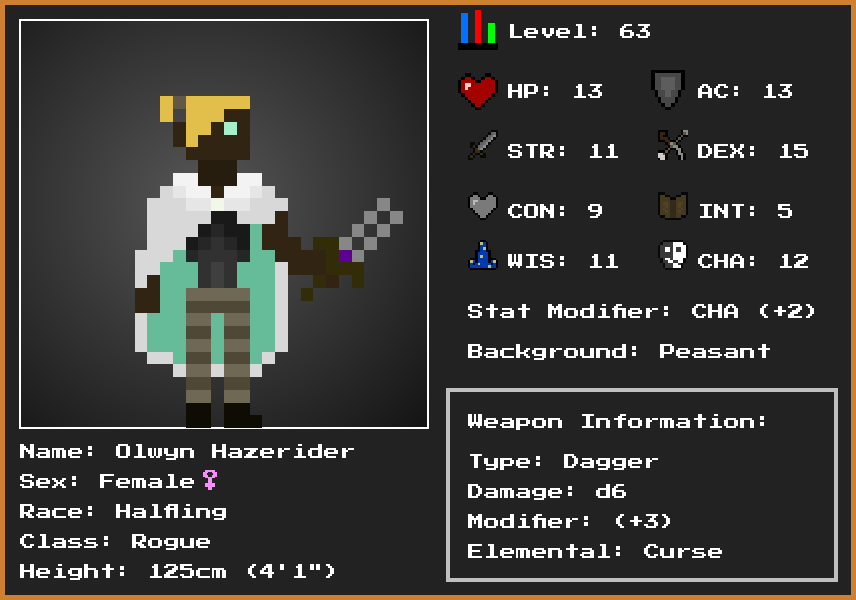 Level: 63
HP: 13 AC: 13
STR: 11 DEX: 15
CON: 9 INT: 5
WIS: 11 CHA: 12
Stat Modifier: CHA (+2)
Background: Peasant
Weapon Information:
Type: Dagger
Damage: d6
Modifier: (+3)
Elemental: Curse
Name: Olwyn Hazerider
Sex: Female♀
Race: Halfling
Class: Rogue
Height: 125cm (4'1")